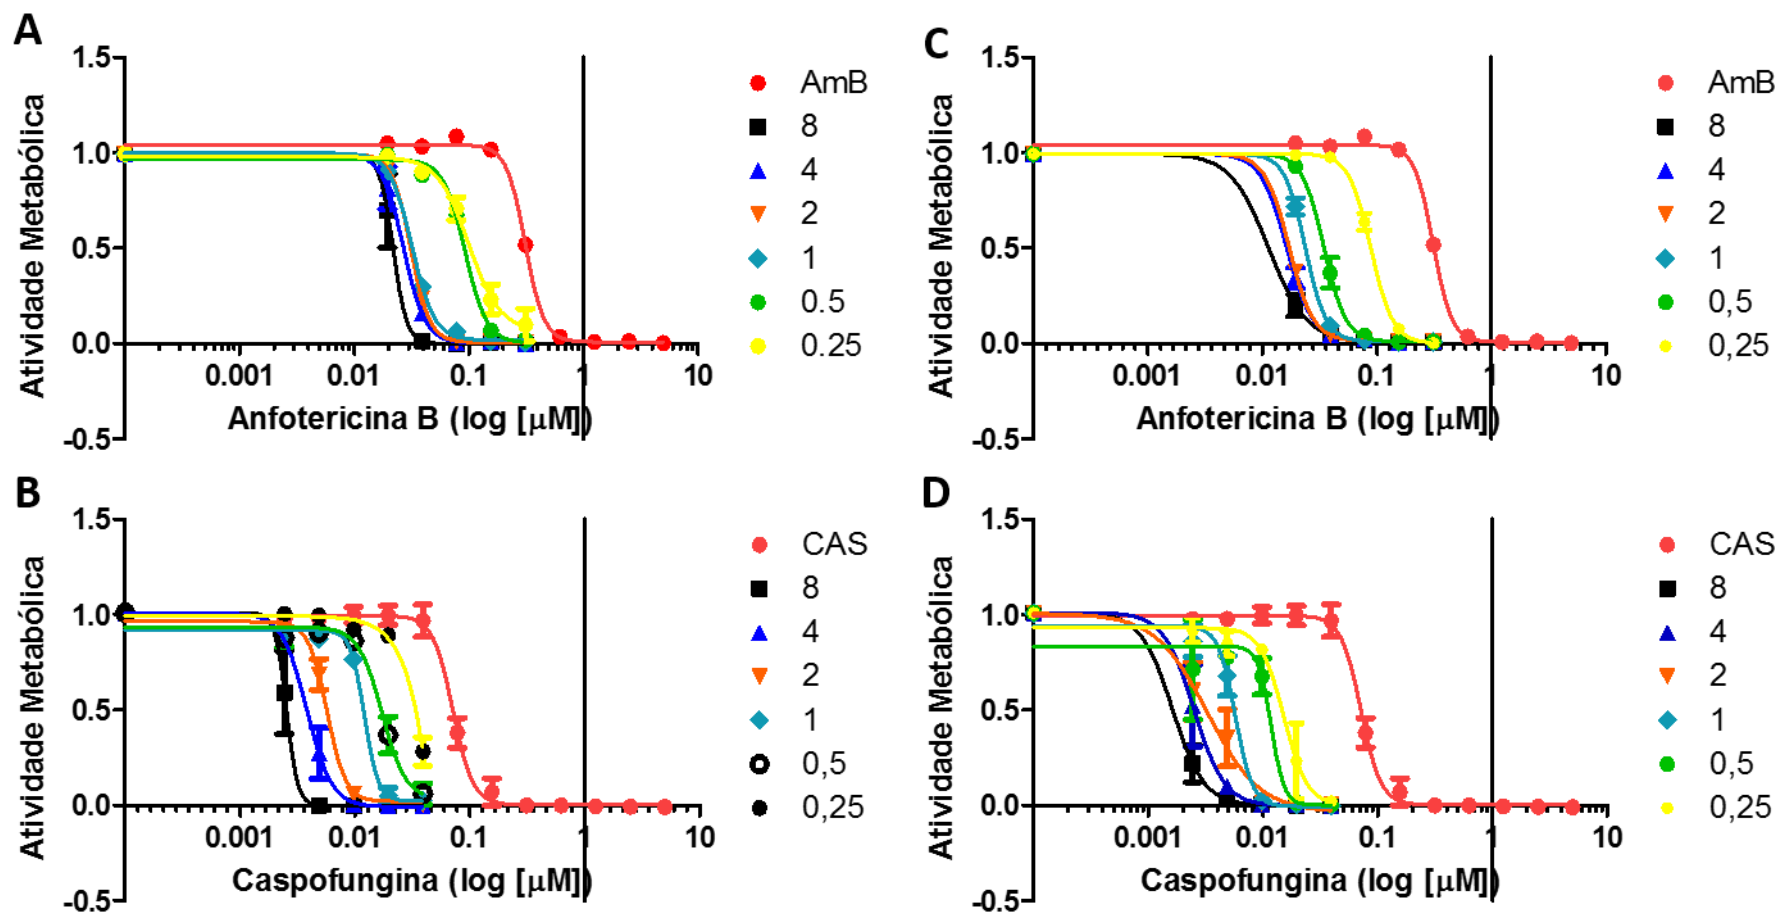 A
1.5
1.0
0.5
0.0
-0.5
Atividade Metabólica
0.001 0.01 0.1 1 10
Anfotericina B (log [µM])
AmB
8
4
2
1
0.5
0.25
C
1.5
1.0
0.5
0.0
-0.5
Atividade Metabólica
0.001 0.01 0.1 1 10
Anfotericina B (log [µM])
AmB
8
4
2
1
0,5
0,25
B
1.5
1.0
0.5
0.0
-0.5
Atividade Metabólica
0.001 0.01 0.1 1 10
Caspofungina (log [µM])
CAS
8
4
2
1
0,5
0,25
D
1.5
1.0
0.5
0.0
-0.5
Atividade Metabólica
0.001 0.01 0.1 1 10
Caspofungina (log [µM])
CAS
8
4
2
1
0,5
0,25